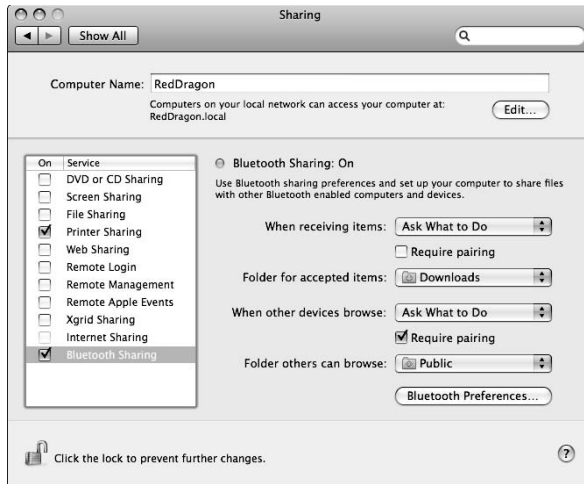 Sharing
Show All
Computer Name: RedDragon
Computers on your local network can access your computer at:
RedDragon.local
Edit...
On Service
DVD or CD Sharing
Screen Sharing
File Sharing
Printer Sharing
Web Sharing
Remote Login
Remote Management
Remote Apple Events
Xgrid Sharing
Internet Sharing
Bluetooth Sharing
Bluetooth Sharing: On
Use Bluetooth sharing preferences and set up your computer to share files
with other Bluetooth enabled computers and devices.
When receiving items: Ask What to Do
Require pairing
Folder for accepted items: Downloads
When other devices browse: Ask What to Do
Require pairing
Folder others can browse: Public
Bluetooth Preferences...
Click the lock to prevent further changes.
?